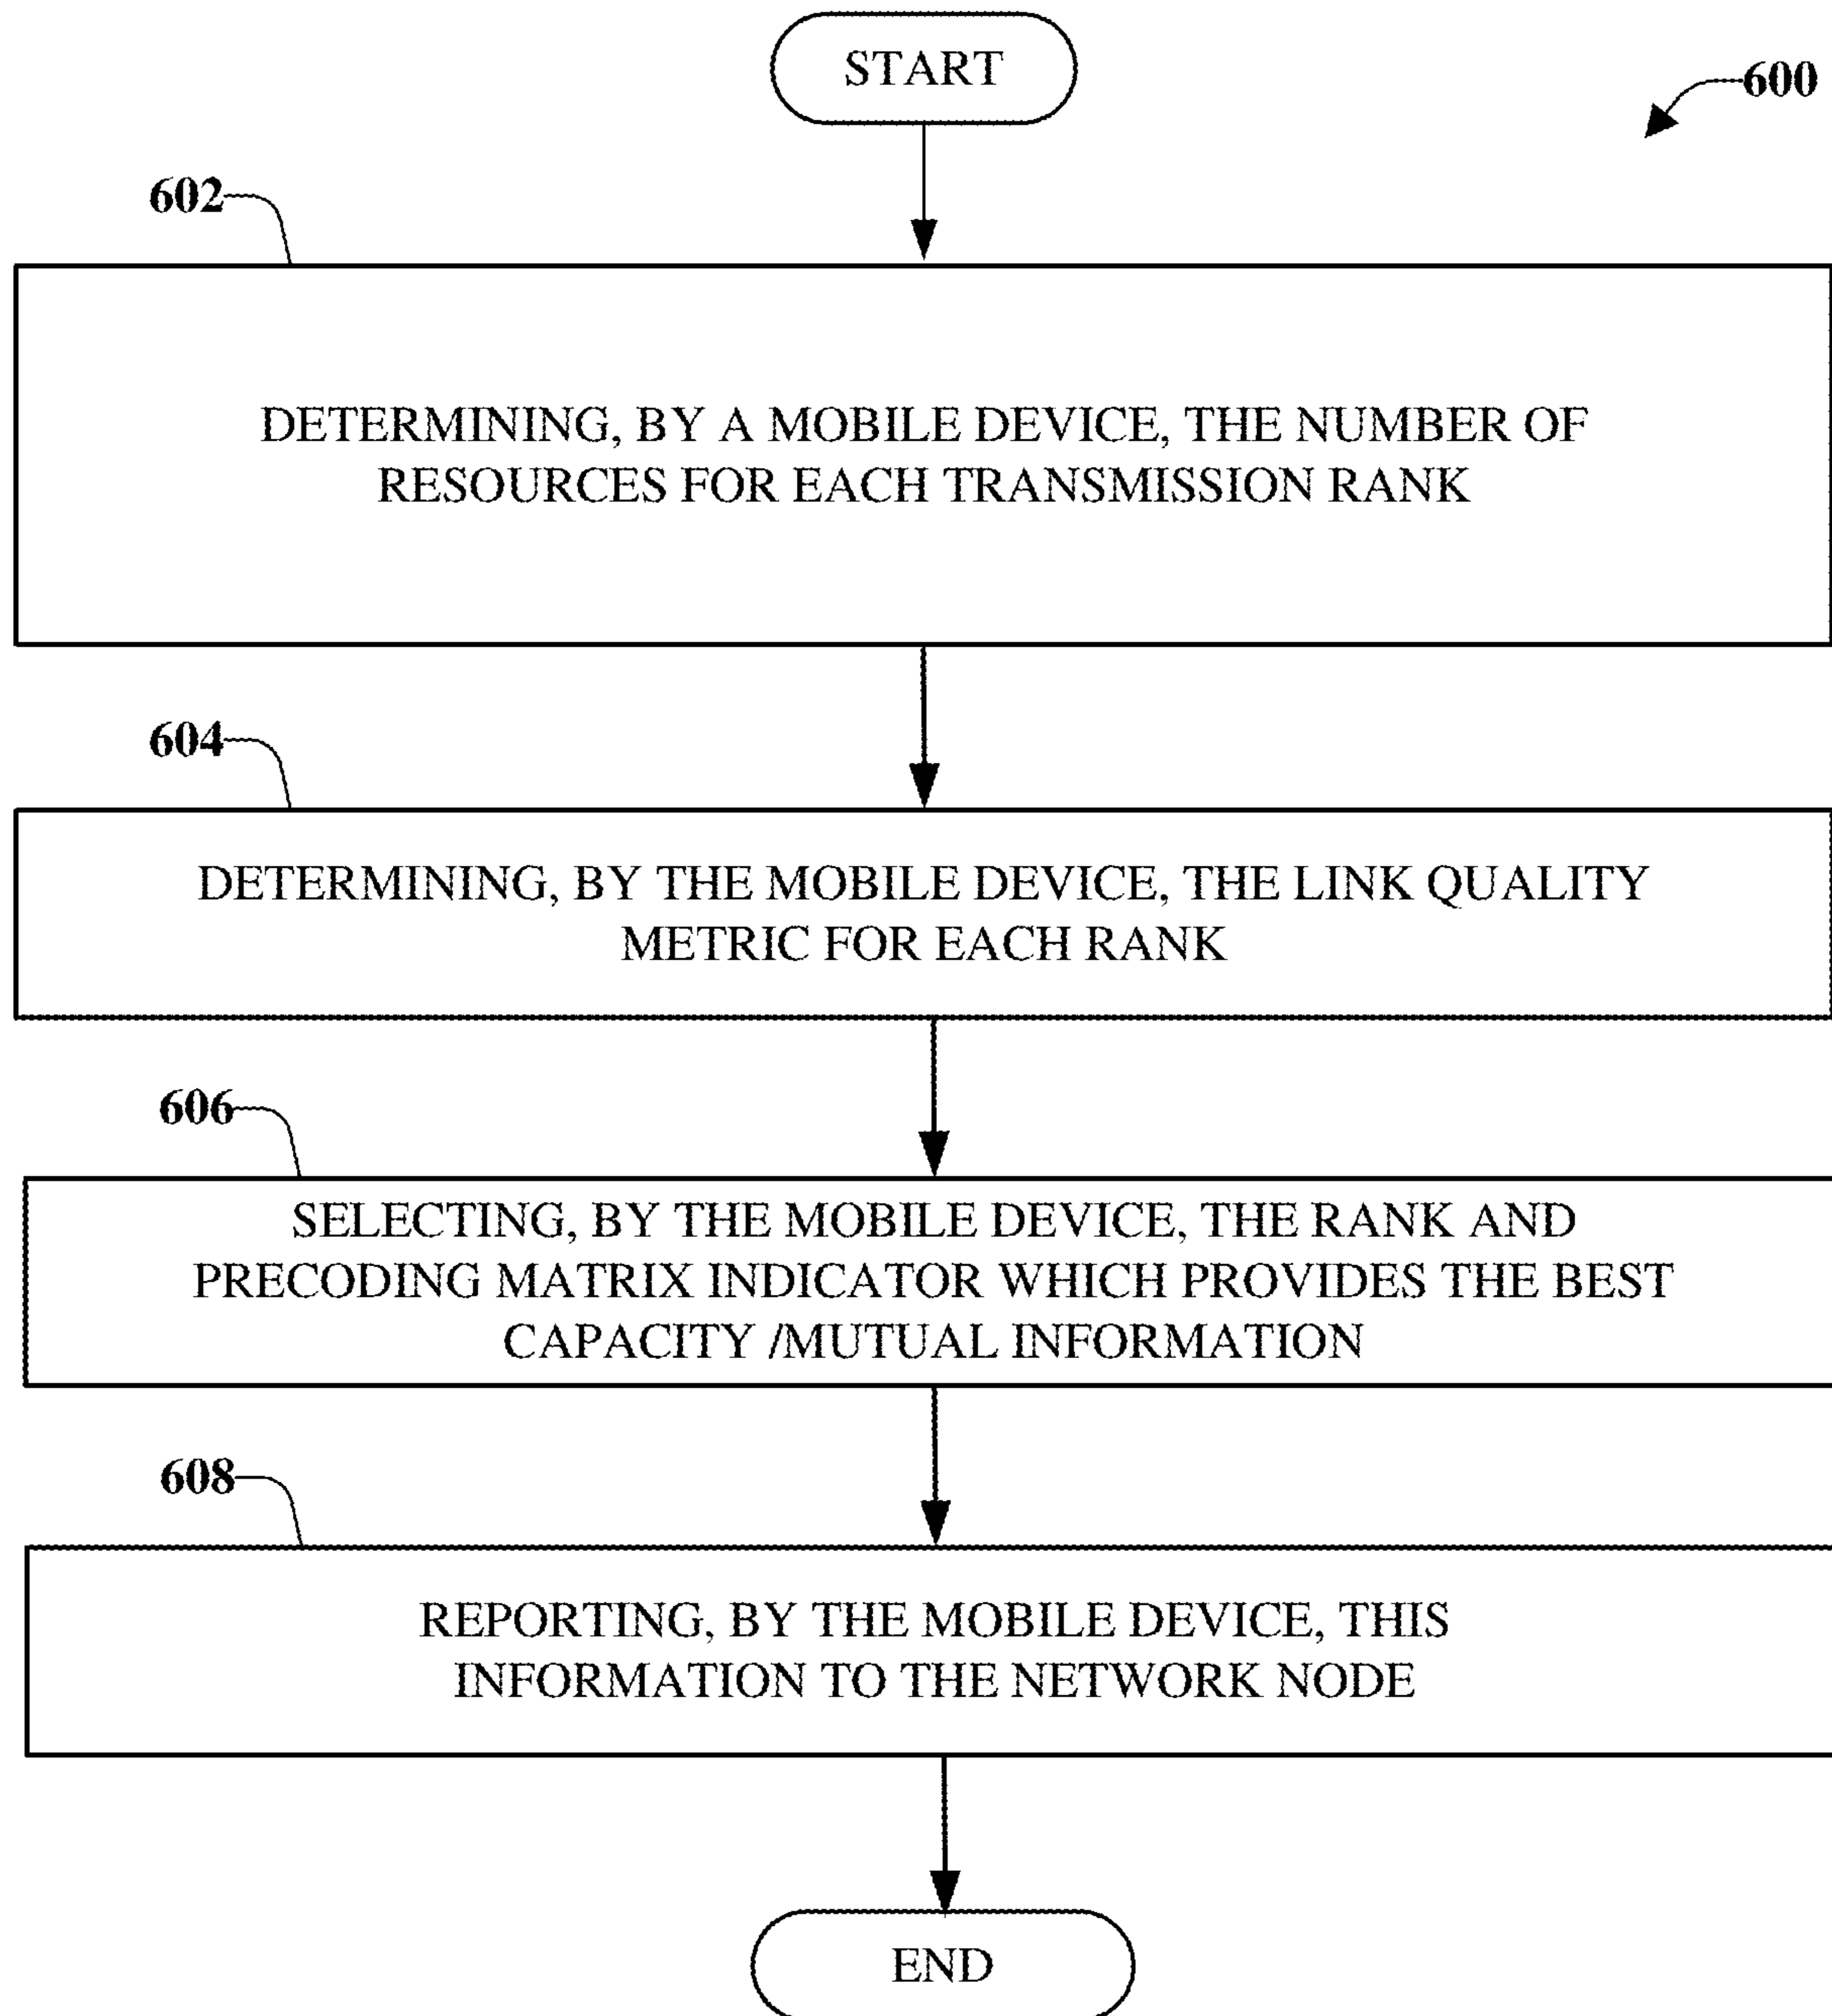 START
600
602
DETERMINING, BY A MOBILE DEVICE, THE NUMBER OF
RESOURCES FOR EACH TRANSMISSION RANK
604
DETERMINING, BY THE MOBILE DEVICE, THE LINK QUALITY
METRIC FOR EACH RANK
606
SELECTING, BY THE MOBILE DEVICE, THE RANK AND
PRECODING MATRIX INDICATOR WHICH PROVIDES THE BEST
CAPACITY /MUTUAL INFORMATION
608
REPORTING, BY THE MOBILE DEVICE, THIS
INFORMATION TO THE NETWORK NODE
END